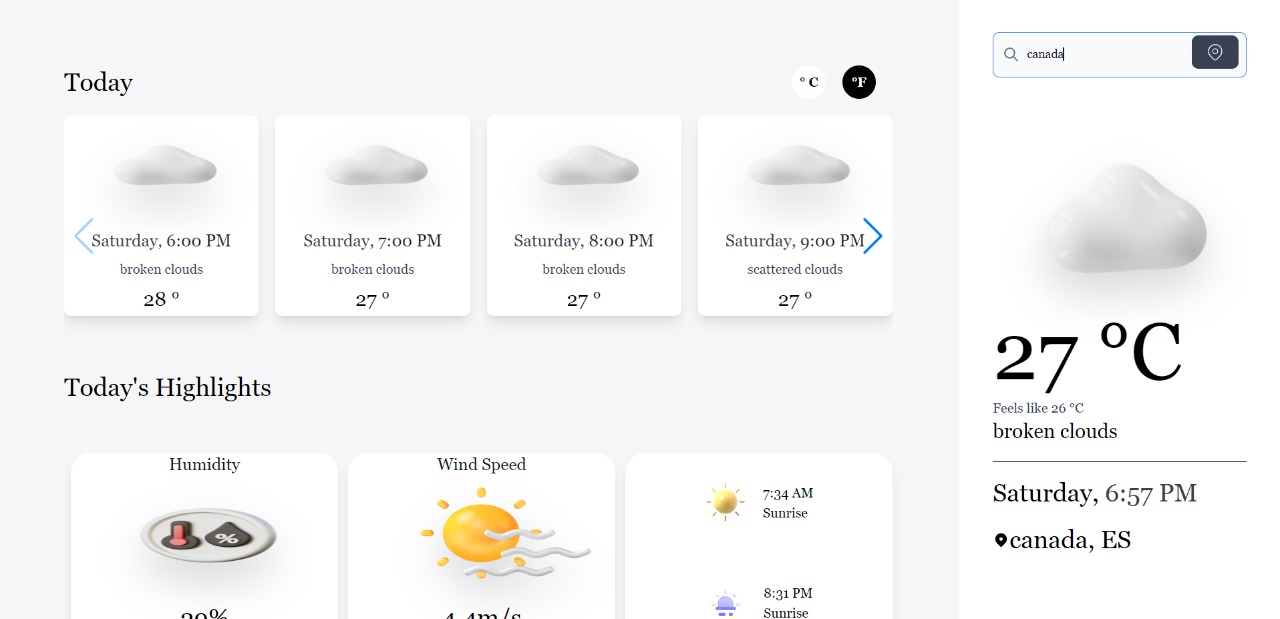 Today
° C
°F
canada
Saturday, 6:00 PM
broken clouds
28 °
Saturday, 7:00 PM
broken clouds
27 °
Saturday, 8:00 PM
broken clouds
27 °
Saturday, 9:00 PM
scattered clouds
27 °
Today's Highlights
Humidity
%
Wind Speed
4.4m/s
7:34 AM
Sunrise
8:31 PM
Sunrise
27 °C
Feels like 26 °C
broken clouds
Saturday, 6:57 PM
canada, ES